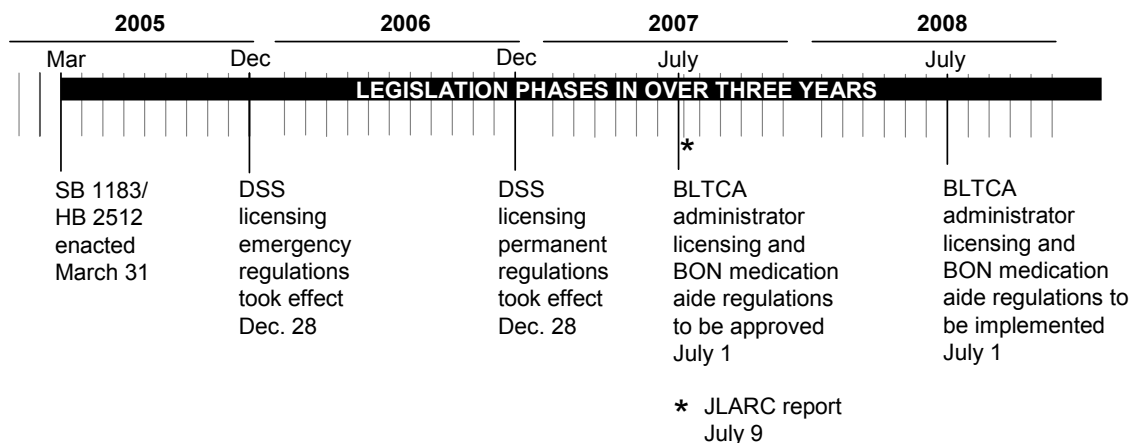 2005 2006 2007 2008
Mar Dec Dec July July
LEGISLATION PHASES IN OVER THREE YEARS
*
SB 1183/
HB 2512
enacted
March 31
DSS
licensing
emergency
regulations
took effect
Dec. 28
DSS
licensing
permanent
regulations
took effect
Dec. 28
BLTCA
administrator
licensing and
BON medication
aide regulations
to be approved
July 1
BLTCA
administrator
licensing and
BON medication
aide regulations to
be implemented
July 1
* JLARC report
July 9